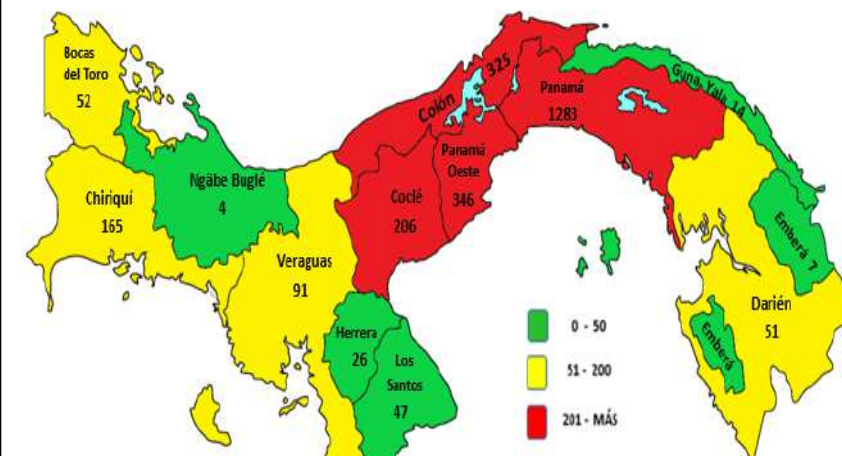 Bocas
del Toro
52
Chiriquí
165
Ngäbe Buglé
4
Veraguas
91
Herrera
26
Los
Santos
47
Coclé
206
Colón 325
Panamá
Oeste
346
Panamá
1283
Guna Yala 14
Emberá 7
Darién
51
Emberá
0 - 50
51 - 200
201 - MÁS